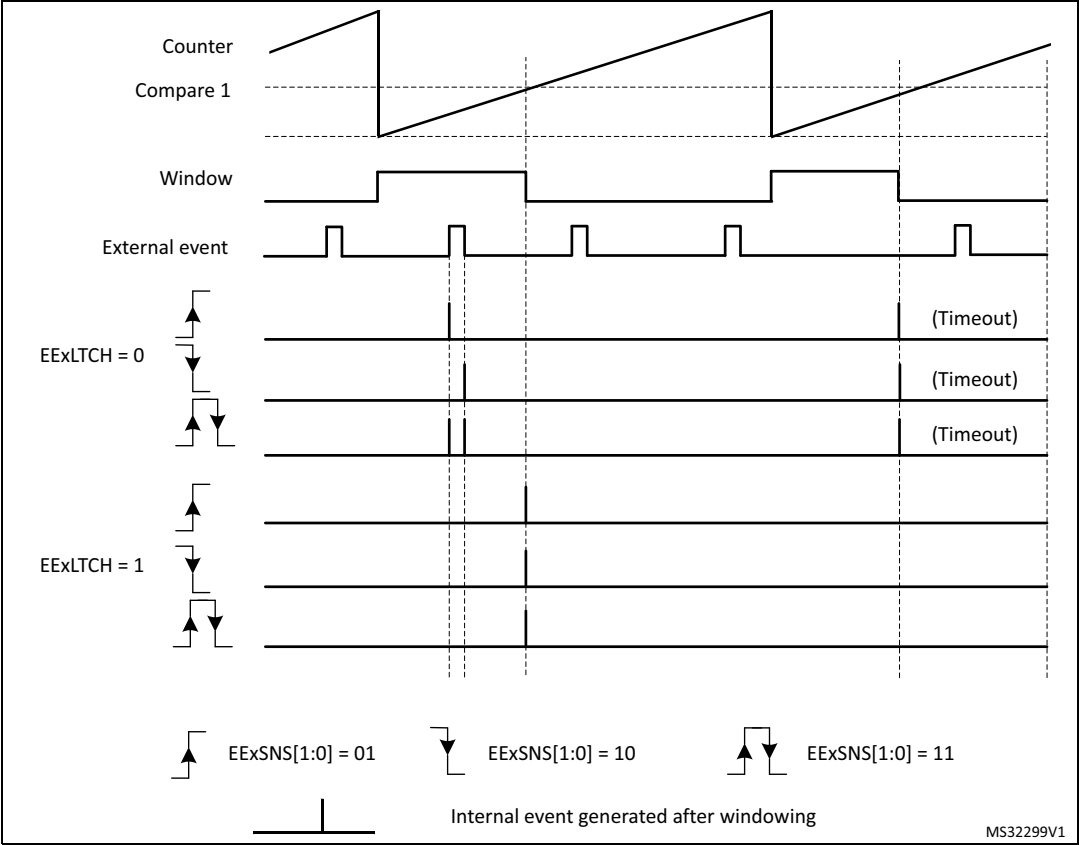 Counter
Compare 1
Window
External event
(Timeout)
EExLTCH = 0
(Timeout)
(Timeout)
EExLTCH = 1
EExSNS[1:0] = 01
EExSNS[1:0] = 10
EExSNS[1:0] = 11
Internal event generated after windowing
MS32299V1